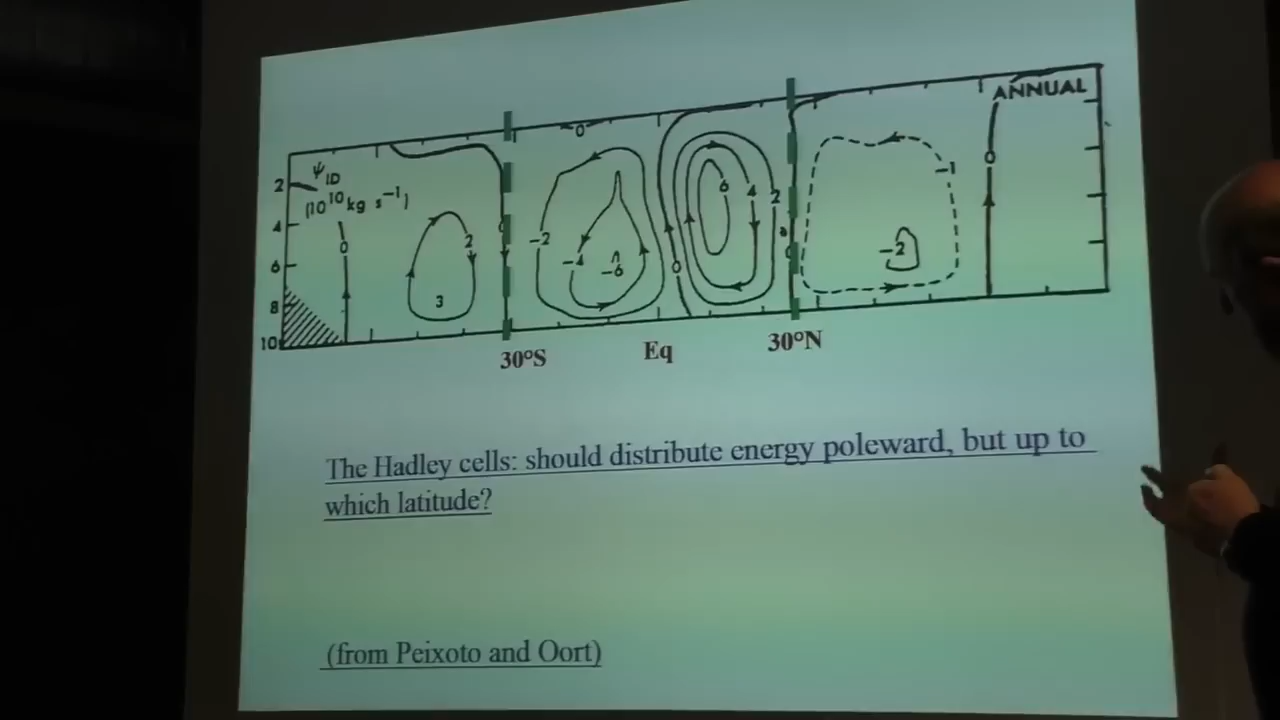 ANNUAL
0
Ψ ID
(10¹⁰ kg s⁻¹)
2
4
6
8
10
0
2
3
-2
-4
-6
0
6
4
2
0
-1
-2
0
30°S
Eq
30°N
The Hadley cells: should distribute energy poleward, but up to
which latitude?
(from Peixoto and Oort)